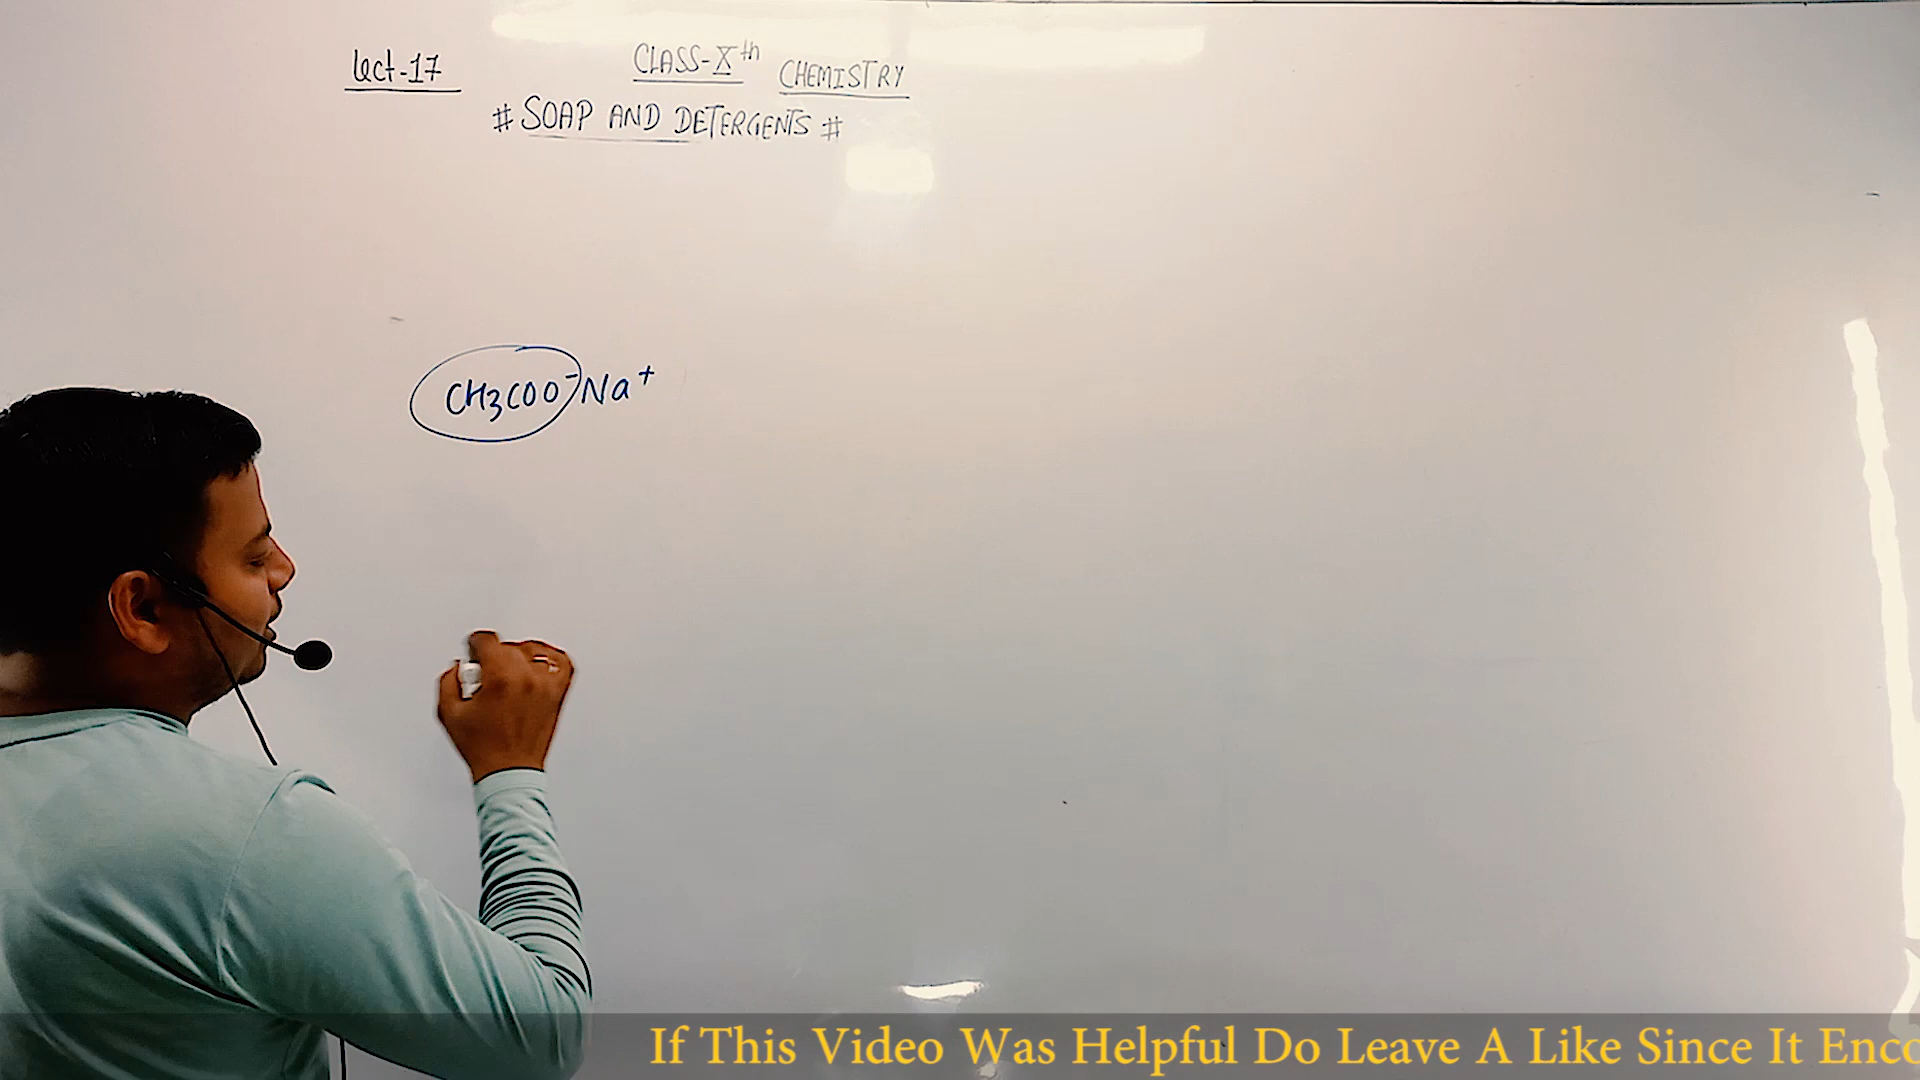 Lect-17
CLASS-Xth CHEMISTRY
# SOAP AND DETERGENTS #
CH3COO-Na+
If This Video Was Helpful Do Leave A Like Since It Enco